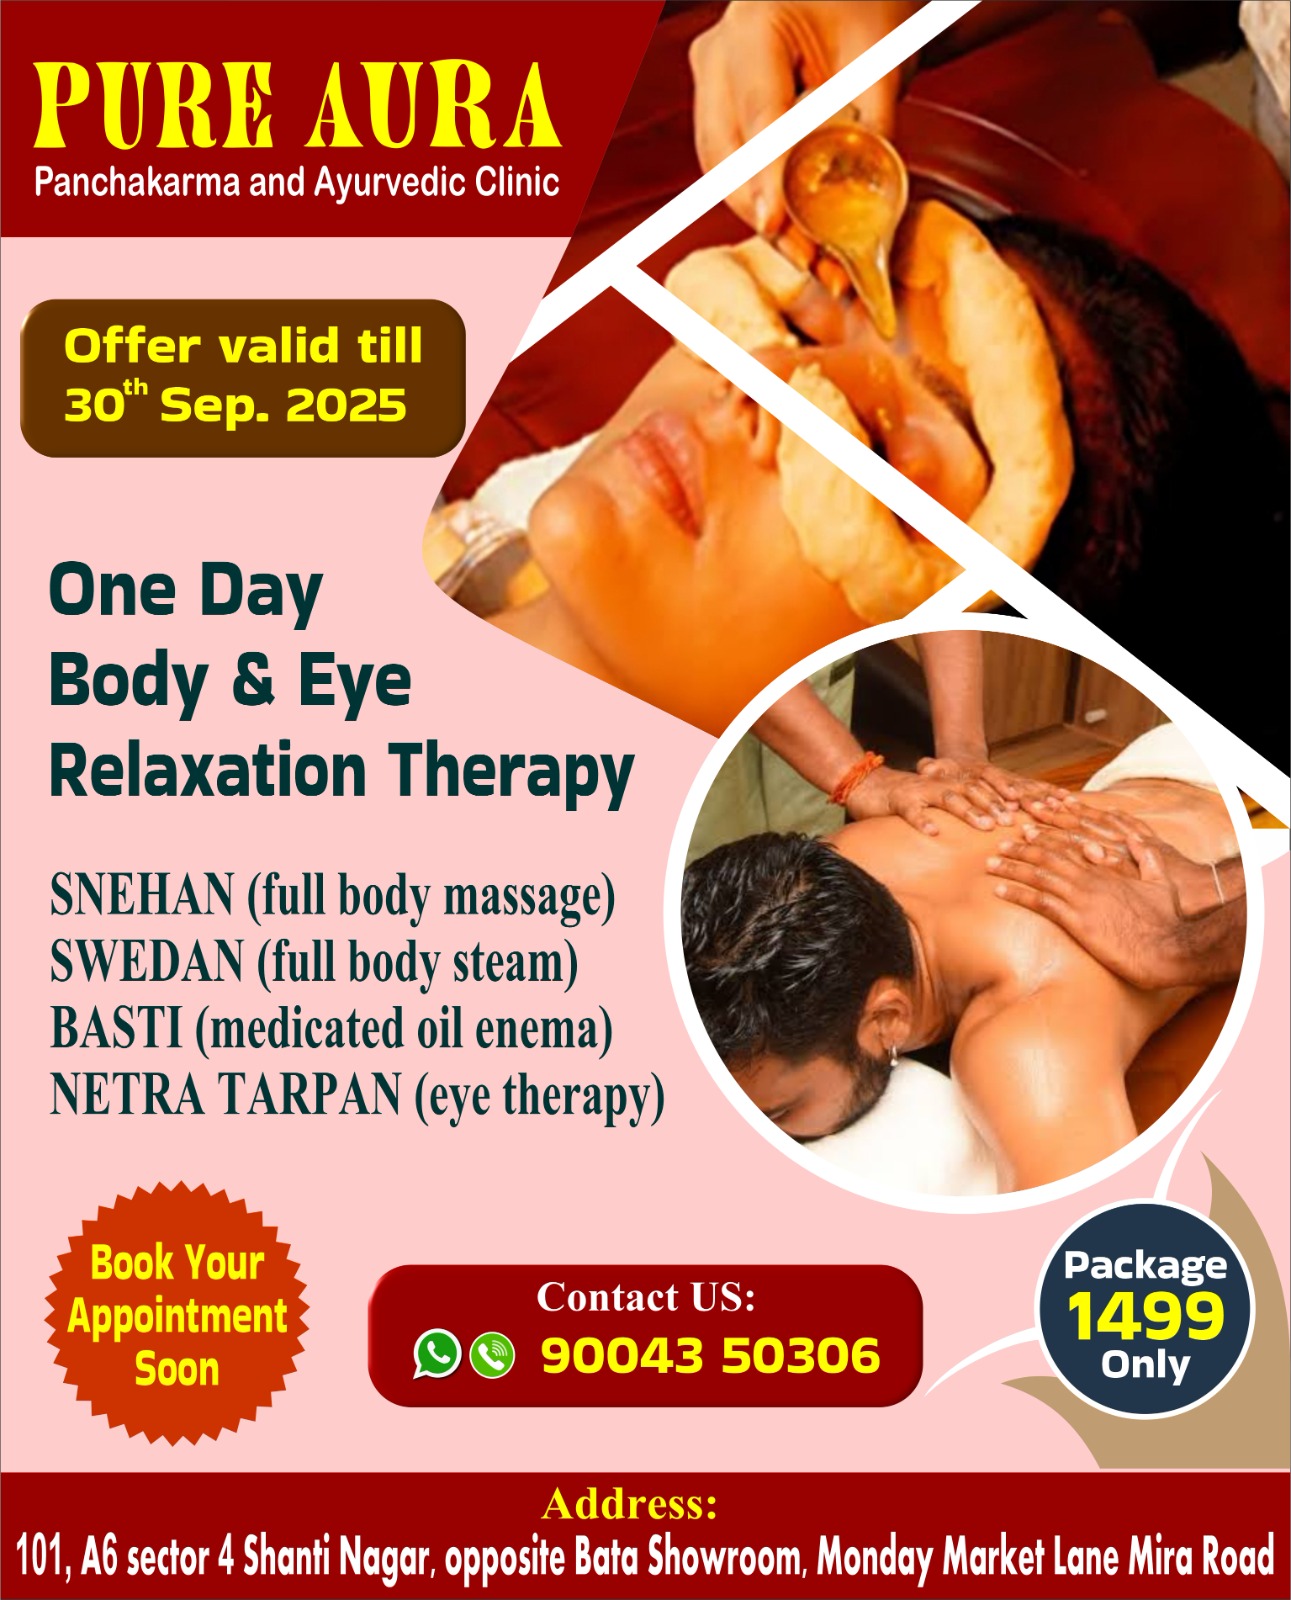 PURE AURA
Panchakarma and Ayurvedic Clinic
Offer valid till
30th Sep. 2025
One Day
Body & Eye
Relaxation Therapy
SNEHAN (full body massage)
SWEDAN (full body steam)
BASTI (medicated oil enema)
NETRA TARPAN (eye therapy)
Book Your
Appointment
Soon
Contact US:
90043 50306
Package
1499
Only
Address:
101, A6 sector 4 Shanti Nagar, opposite Bata Showroom, Monday Market Lane Mira Road